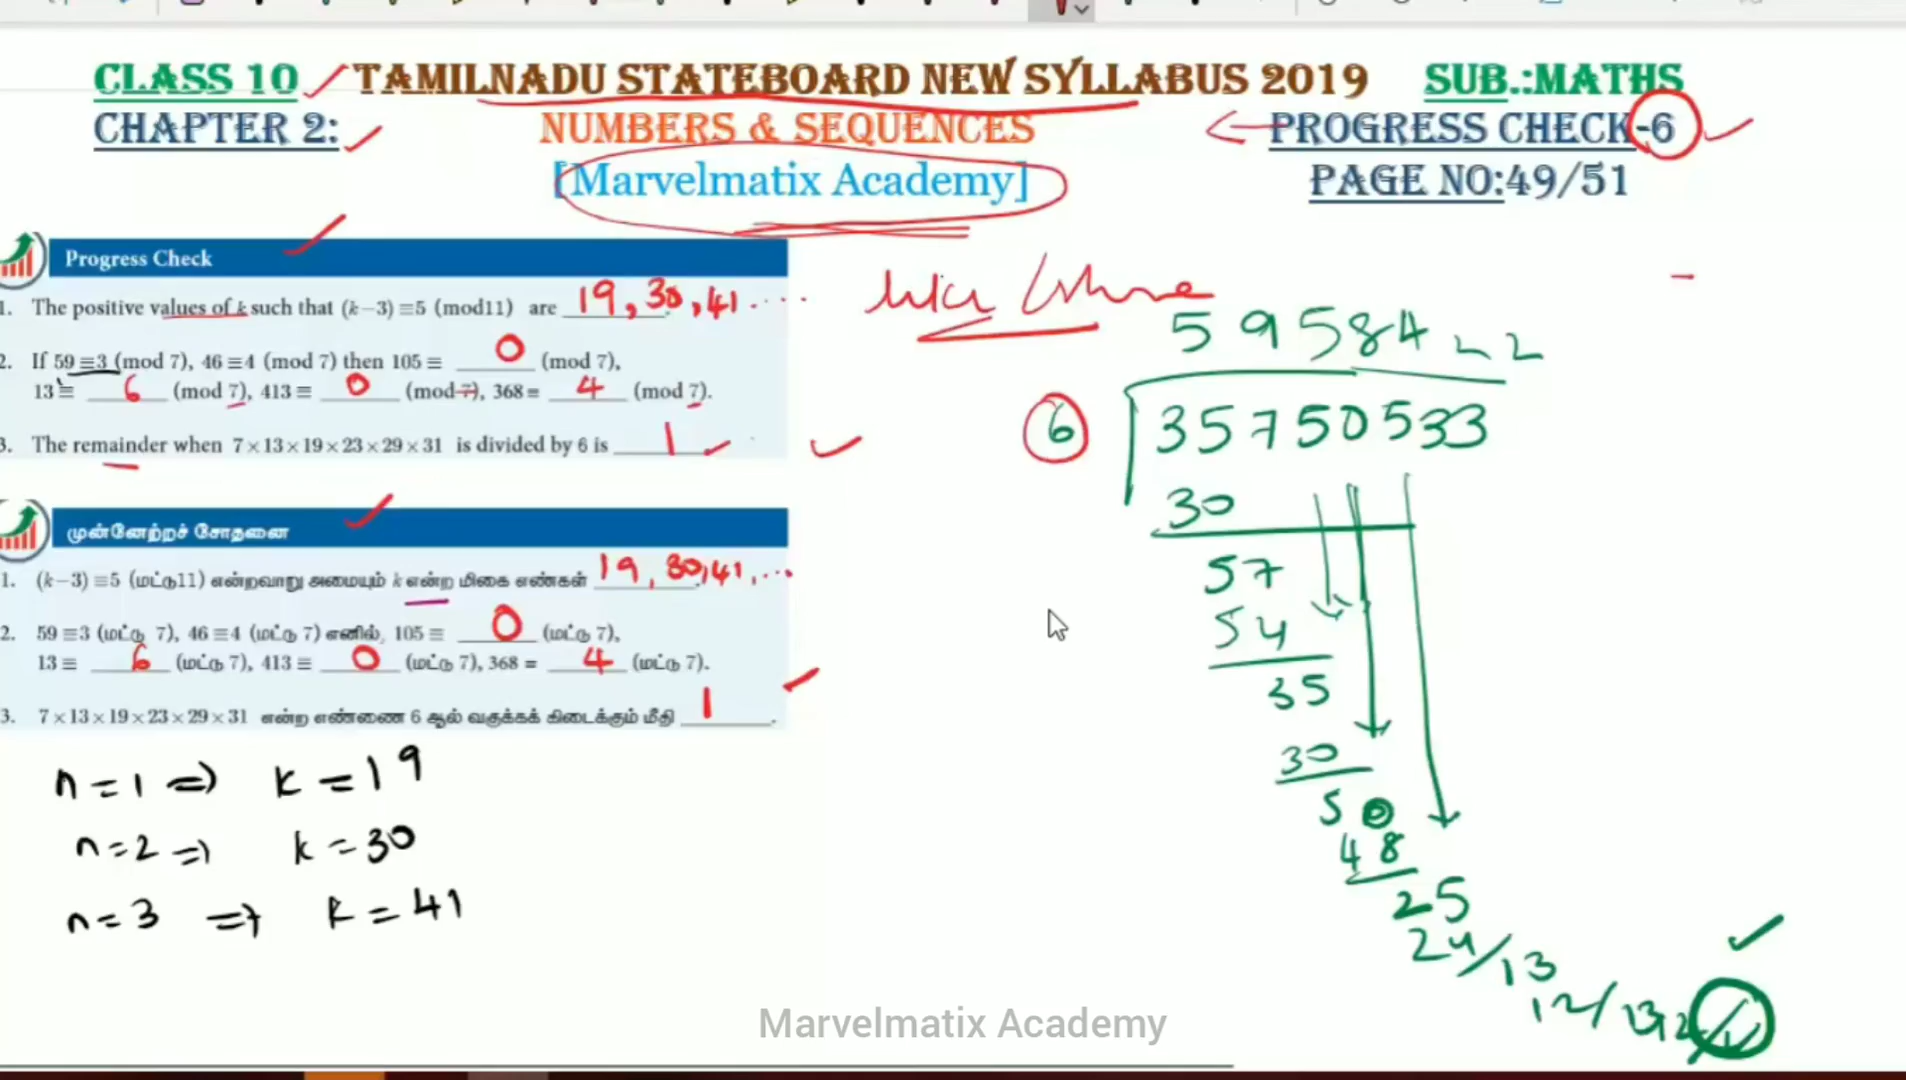 CLASS 10 TAMILNADU STATEBOARD NEW SYLLABUS 2019 SUB.:MATHS
CHAPTER 2: NUMBERS & SEQUENCES PROGRESS CHECK-6
[Marvelmatix Academy] PAGE NO:49/51
Progress Check
1. The positive values of k such that (k−3) ≡5 (mod11) are 19, 30, 41....
2. If 59 ≡3 (mod 7), 46 ≡4 (mod 7) then 105 ≡ 0 (mod 7),
13 ≡ 6 (mod 7), 413 ≡ 0 (mod 7), 368 = 4 (mod 7).
3. The remainder when 7×13×19×23×29×31 is divided by 6 is 1
முன்னேற்றச் சோதனை
1. (k−3) ≡5 (மட்டு11) என்றவாறு அமையும் k என்ற மிகை எண்கள் 19, 30, 41, ...
2. 59 ≡3 (மட்டு 7), 46 ≡4 (மட்டு 7) எனில், 105 ≡ 0 (மட்டு 7),
13 ≡ 6 (மட்டு 7), 413 ≡ 0 (மட்டு 7), 368 = 4 (மட்டு 7).
3. 7×13×19×23×29×31 என்ற எண்ணை 6 ஆல் வகுக்கக் கிடைக்கும் மீதி 1.
n = 1 => k = 19
n = 2 => k = 30
n = 3 => k = 41
5958422
6 35750533
30
57
54
35
30
50
48
25
24/13
12/13
12
Marvelmatix Academy